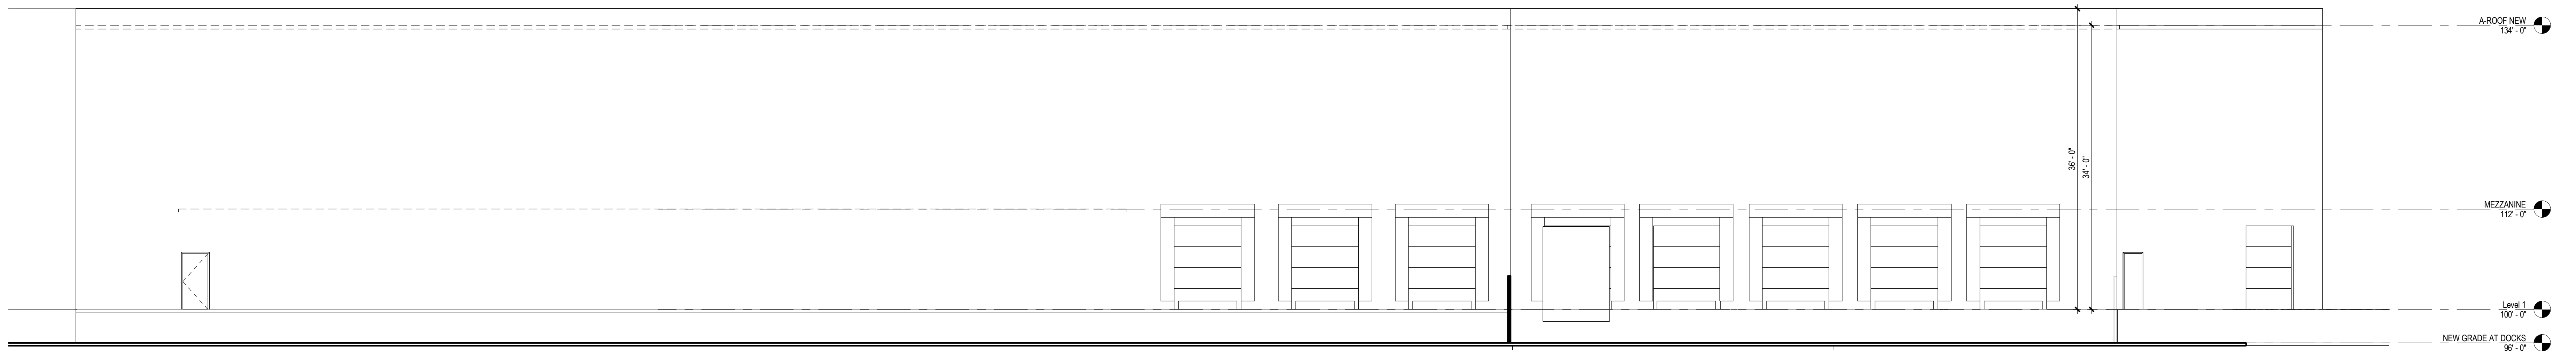 A-ROOF NEW
134' - 0"
36' - 0"
34' - 0"
MEZZANINE
112' - 0"
Level 1
100' - 0"
NEW GRADE AT DOCKS
96' - 0"